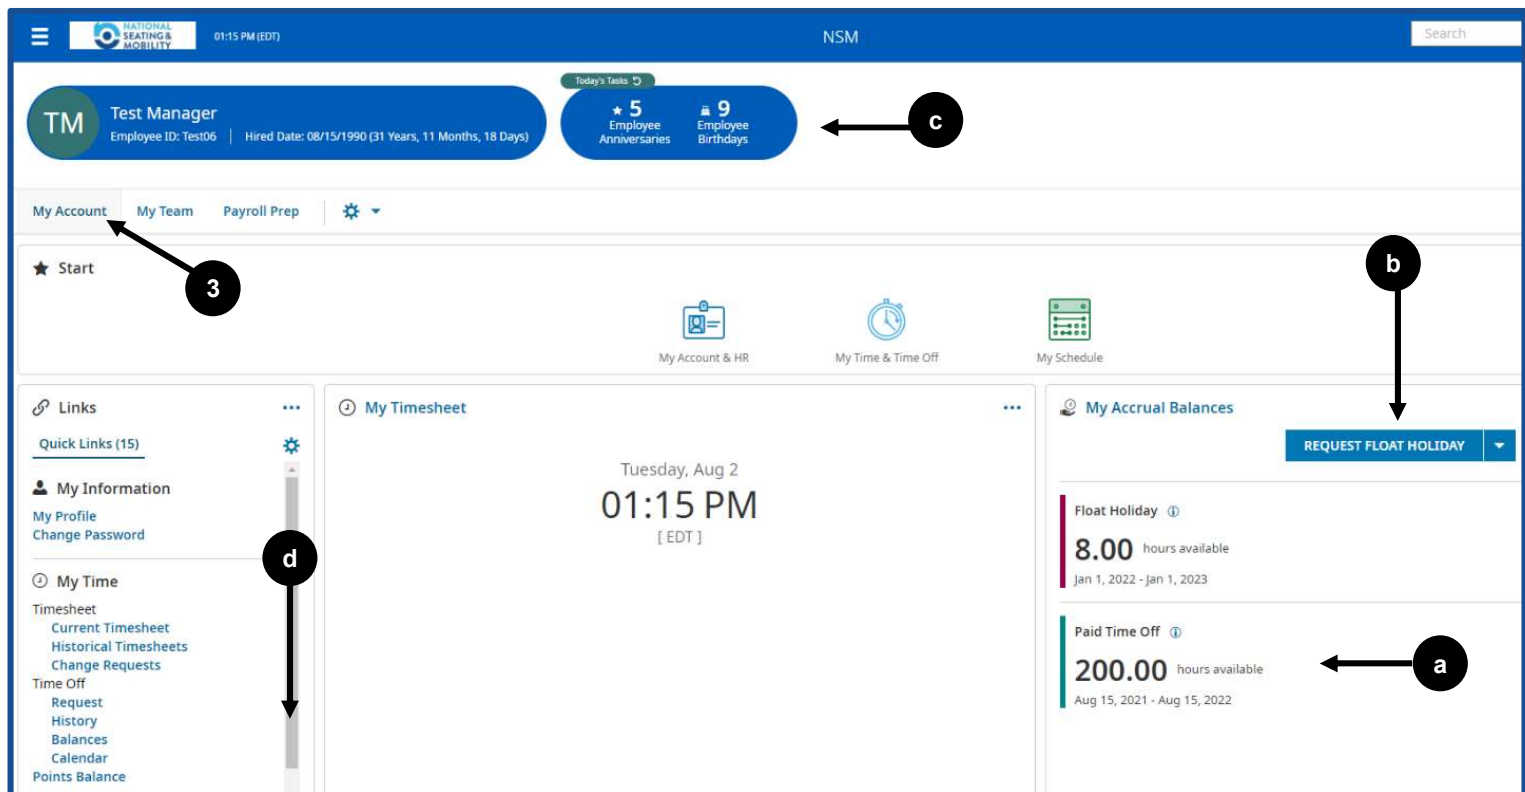 NATIONAL
SEATING &
MOBILITY
01:15 PM (EDT)
NSM
Search
Today's Tasks
TM
Test Manager
Employee ID: Test06 | Hired Date: 08/15/1990 (31 Years, 11 Months, 18 Days)
5
Employee
Anniversaries
9
Employee
Birthdays
c
My Account
My Team
Payroll Prep
3
Start
b
My Account & HR
My Time & Time Off
My Schedule
Links
Quick Links (15)
My Information
My Profile
Change Password
d
My Time
Timesheet
Current Timesheet
Historical Timesheets
Change Requests
Time Off
Request
History
Balances
Calendar
Points Balance
My Timesheet
Tuesday, Aug 2
01:15 PM
[ EDT ]
My Accrual Balances
REQUEST FLOAT HOLIDAY
Float Holiday
8.00 hours available
Jan 1, 2022 - Jan 1, 2023
Paid Time Off
200.00 hours available
Aug 15, 2021 - Aug 15, 2022
a